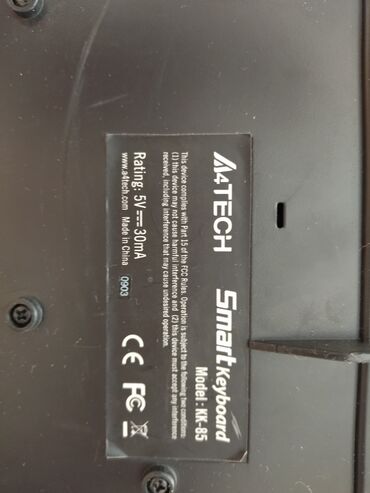 A4TECH Smart Keyboard
Model : KK-85
This device complies with Part 15 of the FCC Rules. Operation is subject to the following two conditions:
(1) this device may not cause harmful interference and (2) this device must accept any interference
received, including interference that may cause undesired operation.
Rating: 5V 30mA
www.a4tech.com Made in China 0903
CE FC